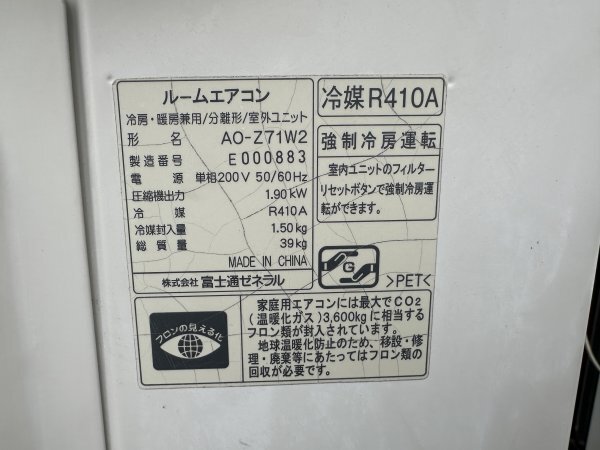 ルームエアコン
冷房・暖房兼用/分離形/室外ユニット
形名 AO-Z71W2
製造番号 E000883
電源 単相200V 50/60Hz
圧縮機出力 1.90kW
冷媒 R410A
冷媒封入量 1.50kg
総質量 39kg
MADE IN CHINA
株式会社 富士通ゼネラル
冷媒R410A
強制冷房運転
室内ユニットのフィルター
リセットボタンで強制冷房運
転ができます。
G
>PET<
フロンの見える化
家庭用エアコンには最大でCO2
(温暖化ガス)3,600kgに相当する
フロン類が封入されています。
地球温暖化防止のため、移設・修
理・廃棄等にあたってはフロン類の
回収が必要です。